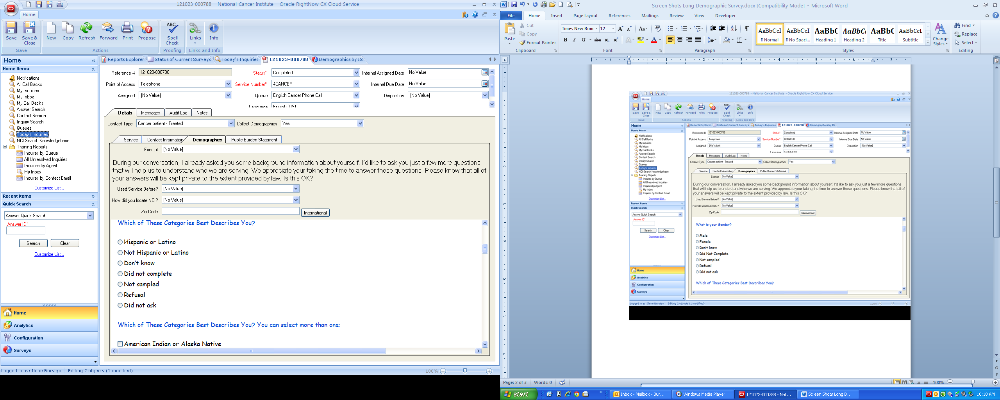 121023-000788 - National Cancer Institute - Oracle RightNow CX Cloud Service
Home
Save
Save & Close
New
Copy
Refresh
Forward
Print
Propose
ABC
Spell Check
Links
Info
Save
Actions
Proofing
Links and Info
Home
Home Items
Notifications
All Call Backs
My Inquiries
My Inbox
My Call Backs
Answer Search
Contact Search
Inquiry Search
Queues
Today's Inquiries
NCI Search Knowledgebase
Training Reports
Inquires by Queue
All Unresolved Inquiries
Inquires by Agent
My Inbox
Inquires by Contact Email
Customize List...
Recent Items
Quick Search
Answer Quick Search
Answer ID*
Search
Clear
Customize List...
Home
Analytics
Configuration
Surveys
Reports Explorer
Status of Current Surveys
Today's Inquiries
121023-000788
Demographics by IS
Reference # 121023-000788
Status* Completed
Internal Assigned Date No Value
Point of Access Telephone
Service Number* 4CANCER
Internal Due Date No Value
Assigned [No Value]
Queue English Cancer Phone Call
Disposition [No Value]
Language English (US)
Details
Messages
Audit Log
Notes
Contact Type Cancer patient - Treated
Collect Demographics Yes
Service
Contact Information
Demographics
Public Burden Statement
Exempt [No Value]
During our conversation, I already asked you some background information about yourself. I'd like to ask you just a few more questions
that will help us to understand who we are serving. We appreciate your taking the time to answer these questions. Please know that all of
your answers will be kept private to the extent provided by law. Is this OK?
Used Service Before? [No Value]
How did you locate NCI? [No Value]
Zip Code
International
Which of These Categories Best Describes You?
Hispanic or Latino
Not Hispanic or Latino
Don't know
Did not complete
Not sampled
Refusal
Did not ask
Which of These Categories Best Describes You? You can select more than one:
American Indian or Alaska Native
Logged in as: Ilene Burstyn
Editing 2 objects (1 modified)
100%
Screen Shots Long Demographic Survey.docx [Compatibility Mode] - Microsoft Word
File
Home
Insert
Page Layout
References
Mailings
Review
View
Developer
Paste
Cut
Copy
Format Painter
Clipboard
Times New Rom
12
Font
Paragraph
AaBbCcI
¶ Normal
AaBbCcI
¶ No Spaci...
AaBbC
Heading 1
AaBbCc
Heading 2
AaBbC
Title
AaBbCcI
Subtitle
Change Styles
Styles
Find
Replace
Select
Editing
121023-000788 - National Cancer Institute - Oracle RightNow CX Cloud Service
Home
Save
Save & Close
New
Copy
Refresh
Forward
Print
Propose
ABC
Spell Check
Links
Info
Save
Actions
Proofing
Links and Info
Home
Home Items
Notifications
All Call Backs
My Inquiries
My Inbox
My Call Backs
Answer Search
Contact Search
Inquiry Search
Queues
Today's Inquiries
NCI Search Knowledgebase
Training Reports
Inquires by Queue
All Unresolved Inquiries
Inquires by Agent
My Inbox
Inquires by Contact Email
Customize List...
Recent Items
Quick Search
Answer Quick Search
Answer ID*
Search
Clear
Customize List...
Home
Analytics
Configuration
Surveys
Reports Explorer
Status of Current Surveys
Today's Inquiries
121023-000788
Demographics by IS
Reference # 121023-000788
Status* Completed
Internal Assigned Date No Value
Point of Access Telephone
Service Number* 4CANCER
Internal Due Date No Value
Assigned [No Value]
Queue English Cancer Phone Call
Disposition [No Value]
Language English (US)
Details
Messages
Audit Log
Notes
Contact Type Cancer patient - Treated
Collect Demographics Yes
Service
Contact Information
Demographics
Public Burden Statement
Exempt [No Value]
During our conversation, I already asked you some background information about yourself. I'd like to ask you just a few more questions
that will help us to understand who we are serving. We appreciate your taking the time to answer these questions. Please know that all of
your answers will be kept private to the extent provided by law. Is this OK?
Used Service Before? [No Value]
How did you locate NCI? [No Value]
Zip Code
International
What is your Gender?
Male
Female
Don't know
Did Not Complete
Not sampled
Refusal
Did not ask
Which of These Categories Best Describes You?
Logged in as: Ilene Burstyn
Editing 2 objects (1 modified)
100%
Page: 2 of 3
Words: 0
100%
start
Inbox - Mailbox - Bur...
Windows Media Player
121023-000788 - Nat...
Screen Shots Long D...
10:18 AM